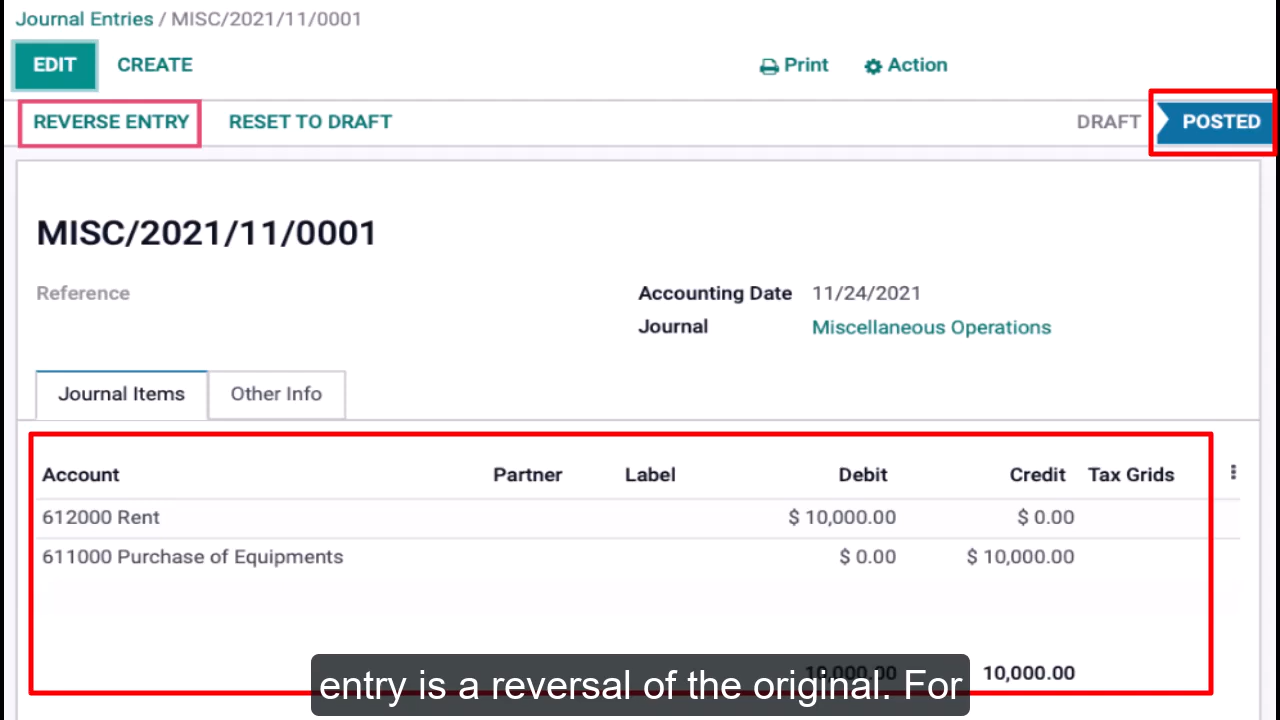 Journal Entries / MISC/2021/11/0001
EDIT CREATE Print Action
REVERSE ENTRY RESET TO DRAFT DRAFT POSTED
MISC/2021/11/0001
Reference Accounting Date 11/24/2021
Journal Miscellaneous Operations
Journal Items Other Info
Account Partner Label Debit Credit Tax Grids
612000 Rent $ 10,000.00 $ 0.00
611000 Purchase of Equipments $ 0.00 $ 10,000.00
10,000.00 10,000.00
entry is a reversal of the original. For